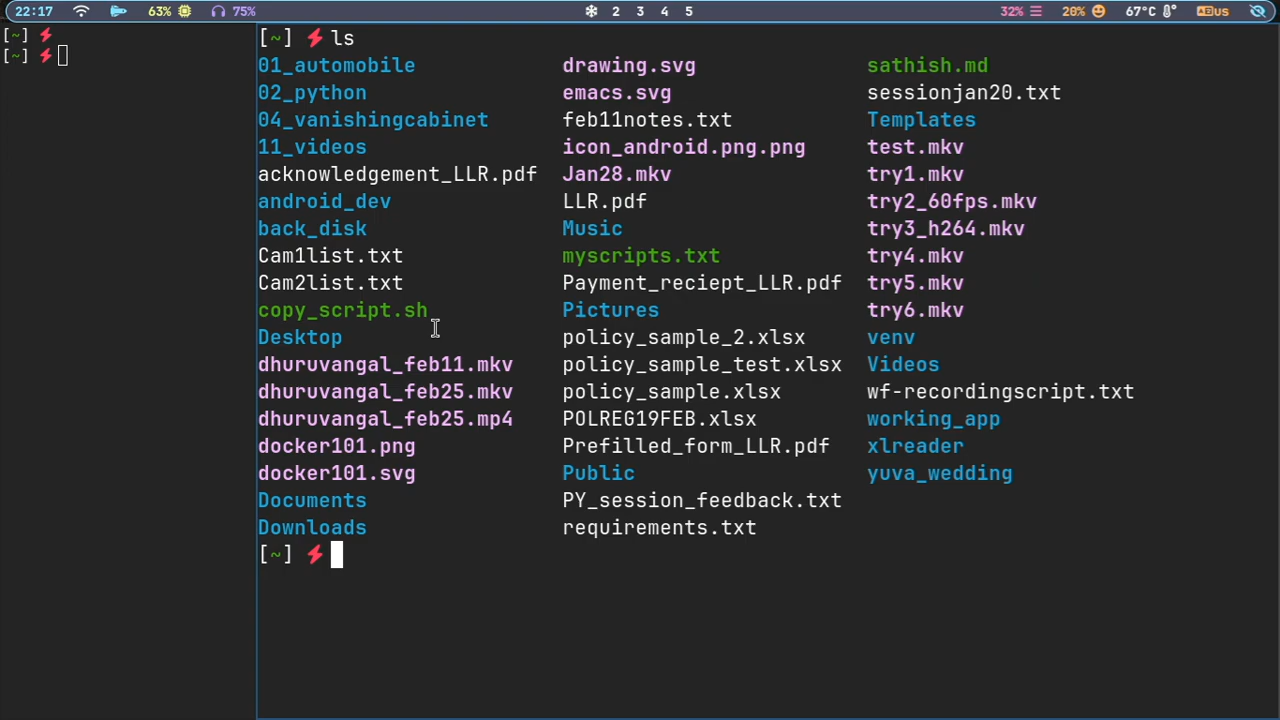 22:17 63% 75% 2 3 4 5 32% 20% 67°C us
[~]
[~]
[~] ls
01_automobile drawing.svg sathish.md
02_python emacs.svg sessionjan20.txt
04_vanishingcabinet feb11notes.txt Templates
11_videos icon_android.png.png test.mkv
acknowledgement_LLR.pdf Jan28.mkv try1.mkv
android_dev LLR.pdf try2_60fps.mkv
back_disk Music try3_h264.mkv
Cam1list.txt myscripts.txt try4.mkv
Cam2list.txt Payment_reciept_LLR.pdf try5.mkv
copy_script.sh Pictures try6.mkv
Desktop policy_sample_2.xlsx venv
dhuruvangal_feb11.mkv policy_sample_test.xlsx Videos
dhuruvangal_feb25.mkv policy_sample.xlsx wf-recordingscript.txt
dhuruvangal_feb25.mp4 POLREG19FEB.xlsx working_app
docker101.png Prefilled_form_LLR.pdf xlreader
docker101.svg Public yuva_wedding
Documents PY_session_feedback.txt
Downloads requirements.txt
[~]